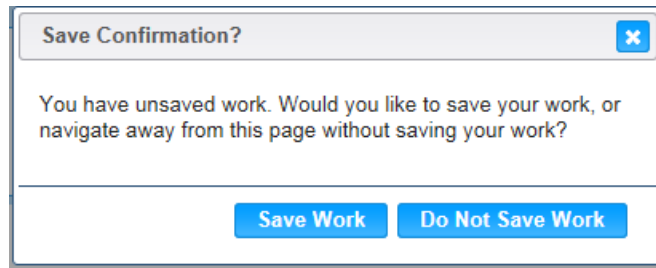 Save Confirmation?
You have unsaved work. Would you like to save your work, or
navigate away from this page without saving your work?
Save Work
Do Not Save Work